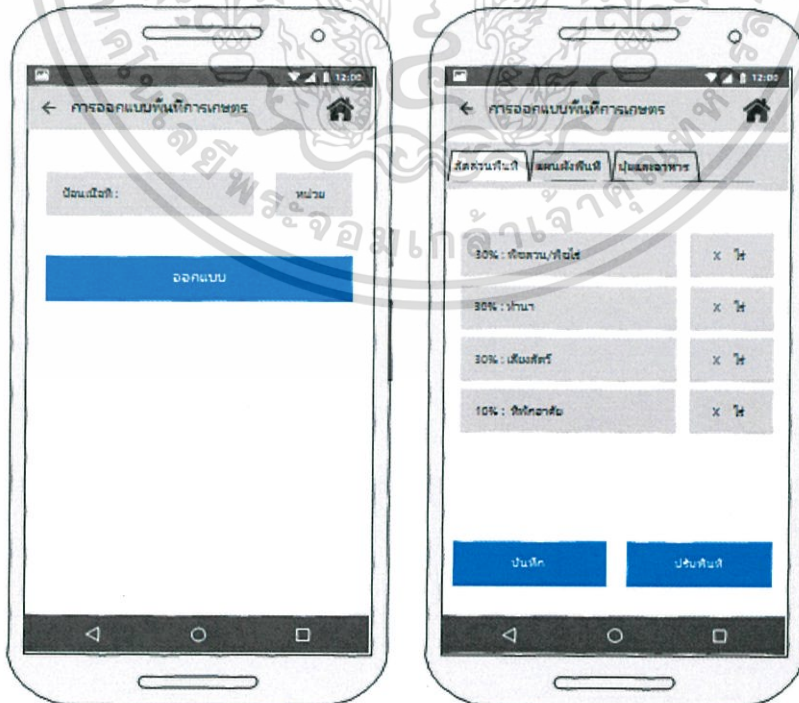 12:00
การออกแบบพื้นที่การเกษตร
ป้อนเนื้อที่ :
หน่วย
ออกแบบ
12:00
การออกแบบพื้นที่การเกษตร
สัดส่วนพื้นที่
แผนผังพื้นที่
ปุ๋ยและอาหาร
30% : พืชสวน/พืชไร่
X ไร่
30% : ทำนา
X ไร่
30% : เลี้ยงสัตว์
X ไร่
10% : ที่พักอาศัย
X ไร่
บันทึก
ปรับพื้นที่